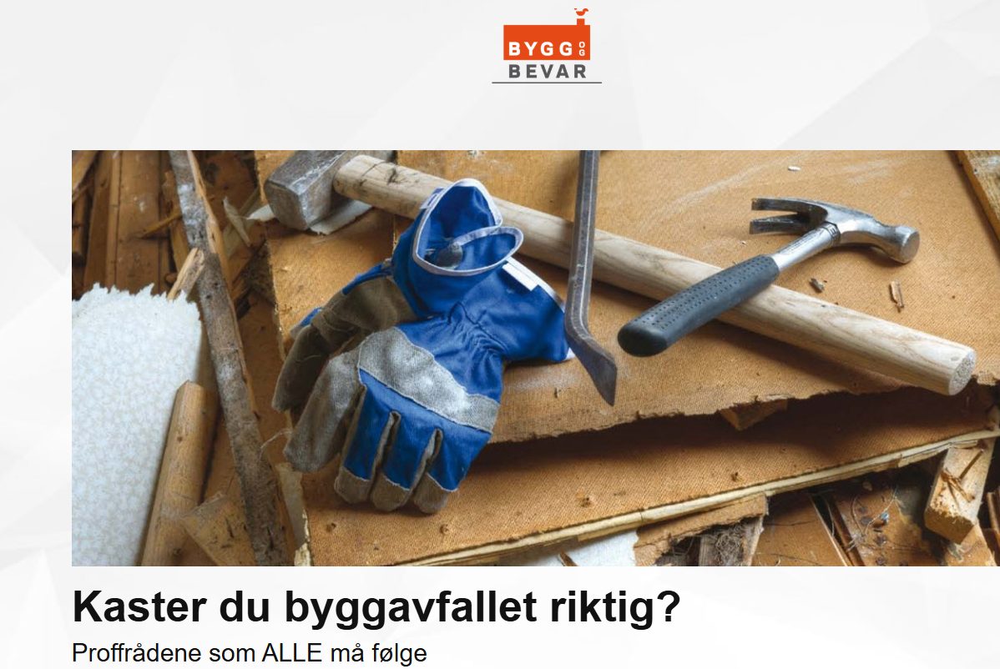 BYGG OG
BEVAR
Kaster du byggavfallet riktig?
Proffrådene som ALLE må følge